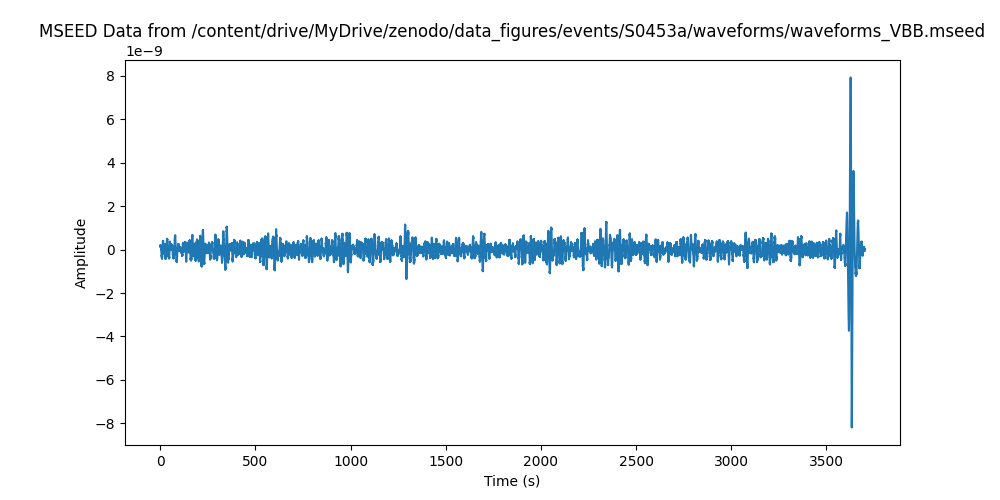 MSEED Data from /content/drive/MyDrive/zenodo/data_figures/events/S0453a/waveforms/waveforms_VBB.mseed
1e−9
8
6
4
2
0
−2
−4
−6
−8
Amplitude
0 500 1000 1500 2000 2500 3000 3500
Time (s)